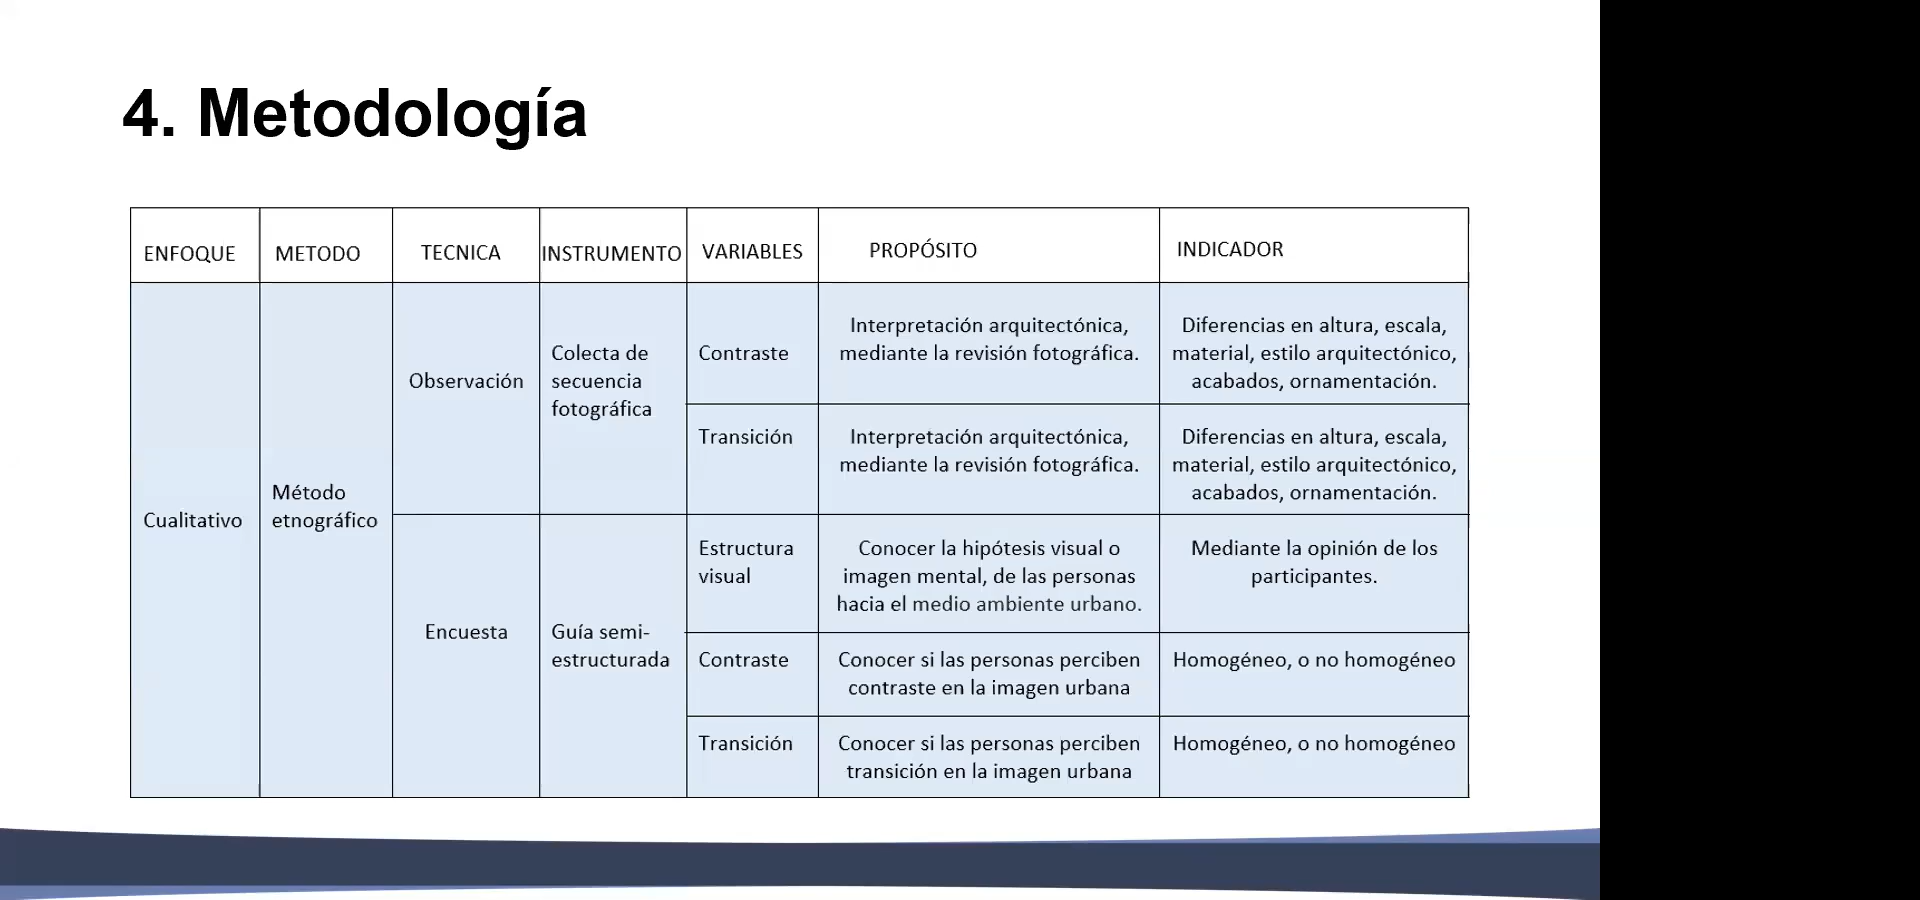 4. Metodología
ENFOQUE
METODO
TECNICA
INSTRUMENTO
VARIABLES
PROPÓSITO
INDICADOR
Cualitativo
Método
etnográfico
Observación
Colecta de
secuencia
fotográfica
Contraste
Interpretación arquitectónica,
mediante la revisión fotográfica.
Diferencias en altura, escala,
material, estilo arquitectónico,
acabados, ornamentación.
Transición
Interpretación arquitectónica,
mediante la revisión fotográfica.
Diferencias en altura, escala,
material, estilo arquitectónico,
acabados, ornamentación.
Encuesta
Guía semi-
estructurada
Estructura
visual
Conocer la hipótesis visual o
imagen mental, de las personas
hacia el medio ambiente urbano.
Mediante la opinión de los
participantes.
Contraste
Conocer si las personas perciben
contraste en la imagen urbana
Homogéneo, o no homogéneo
Transición
Conocer si las personas perciben
transición en la imagen urbana
Homogéneo, o no homogéneo